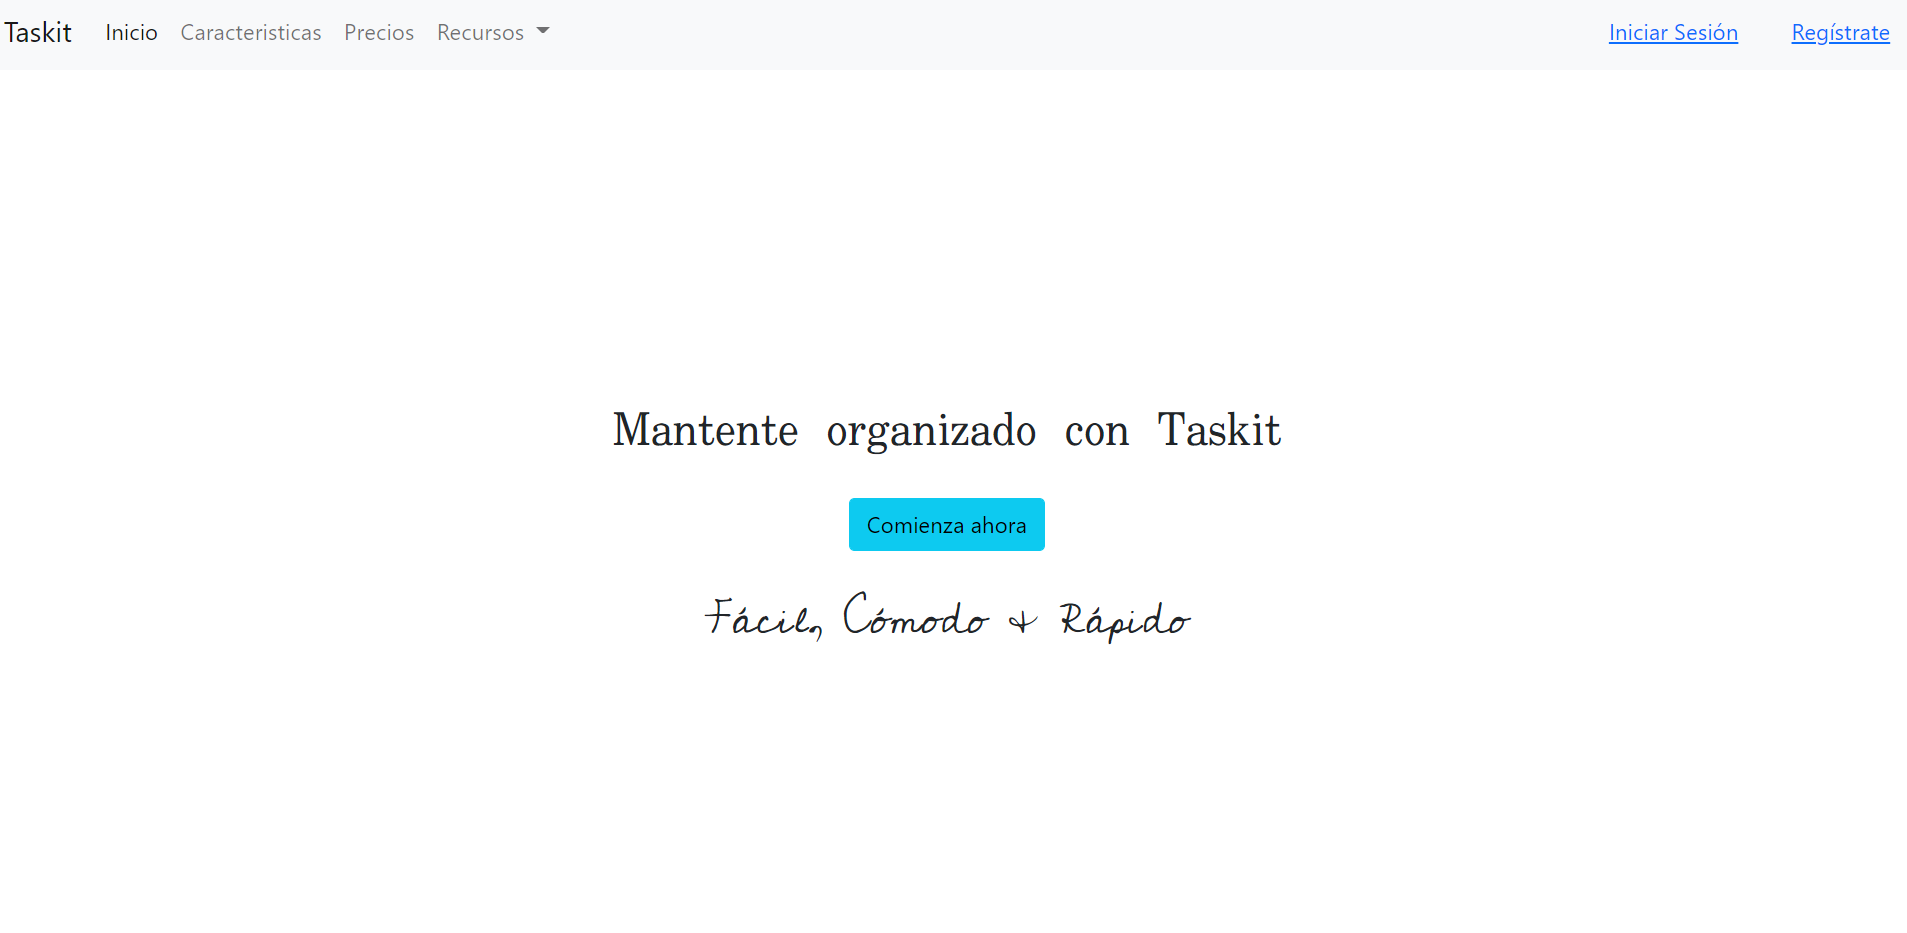 Taskit Inicio Caracteristicas Precios Recursos Iniciar Sesión Regístrate
Mantente organizado con Taskit
Comienza ahora
Fácil, Cómodo & Rápido